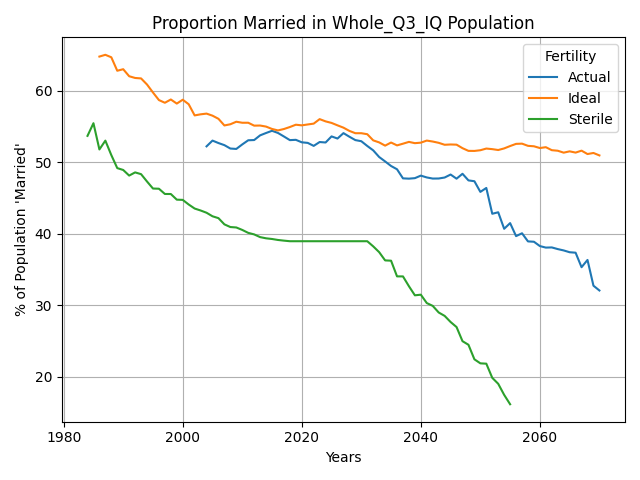 Proportion Married in Whole_Q3_IQ Population
Fertility
Actual
Ideal
Sterile
% of Population 'Married'
60
50
40
30
20
1980
2000
2020
2040
2060
Years